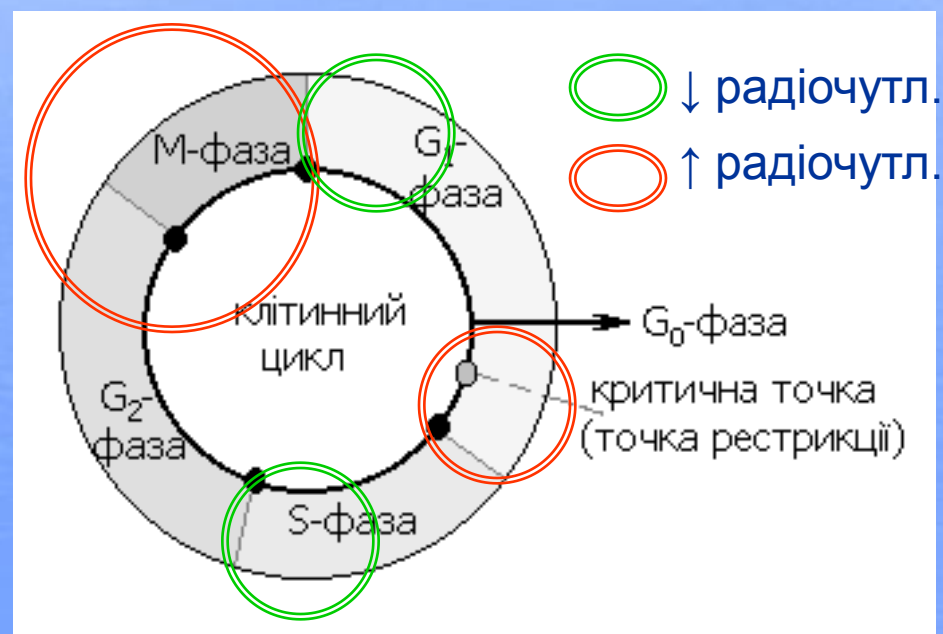 ↓ радіочутл.
↑ радіочутл.
М-фаза
G₁-
фаза
клітинний
цикл
G₀-фаза
критична точка
(точка рестрикції)
G₂-
фаза
S-фаза